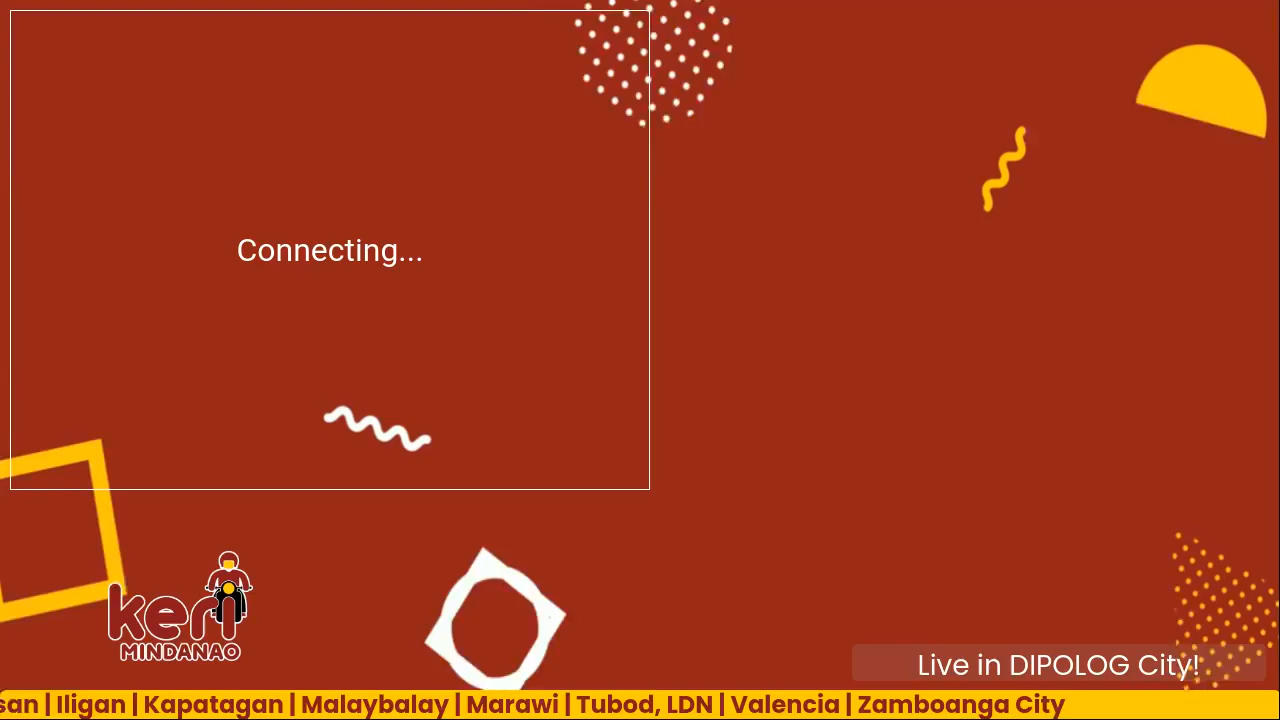 Connecting...
keri
MINDANAO
Live in DIPOLOG City!
san | Iligan | Kapatagan | Malaybalay | Marawi | Tubod, LDN | Valencia | Zamboanga City